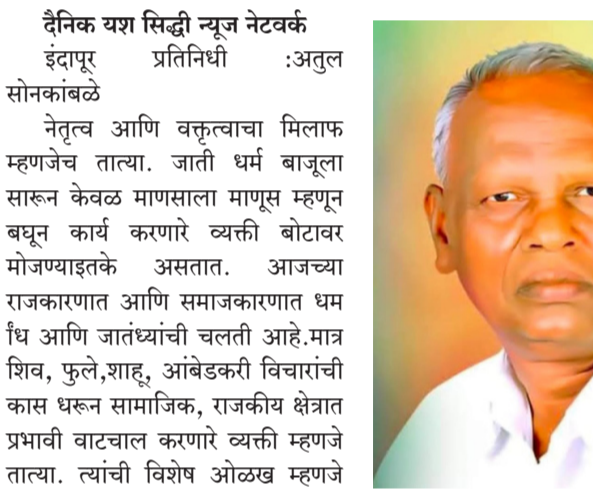 दैनिक यश सिद्धी न्यूज नेटवर्क
इंदापूर प्रतिनिधी :अतुल
सोनकांबळे
नेतृत्व आणि वक्तृत्वाचा मिलाफ
म्हणजेच तात्या. जाती धर्म बाजूला
सारून केवळ माणसाला माणूस म्हणून
बघून कार्य करणारे व्यक्ती बोटावर
मोजण्याइतके असतात. आजच्या
राजकारणात आणि समाजकारणात धम
र्ांध आणि जातंध्यांची चलती आहे.मात्र
शिव, फुले,शाहू, आंबेडकरी विचारांची
कास धरून सामाजिक, राजकीय क्षेत्रात
प्रभावी वाटचाल करणारे व्यक्ती म्हणजे
तात्या. त्यांची विशेष ओळख म्हणजे